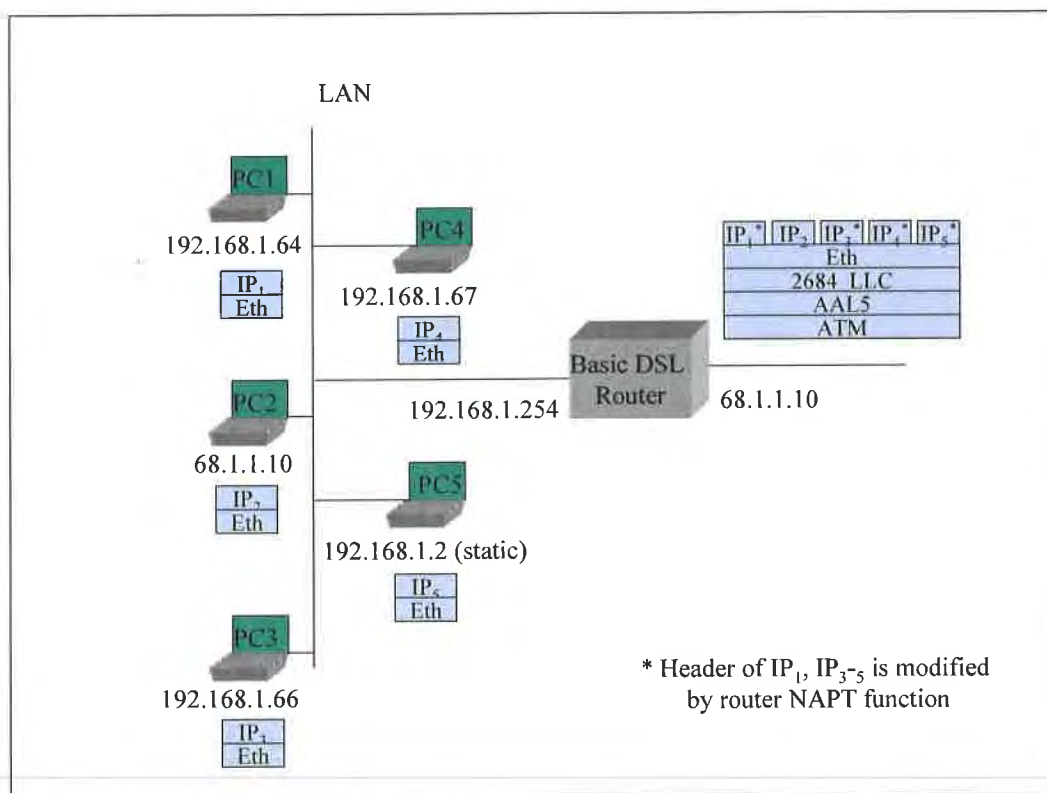 LAN
PC1
192.168.1.64
IP₁
Eth
PC4
192.168.1.67
IP₄
Eth
IP₁* IP₂ IP₃* IP₄* IP₅*
Eth
2684 LLC
AAL5
ATM
Basic DSL
Router
192.168.1.254
68.1.1.10
PC2
68.1.1.10
IP₂
Eth
PC5
192.168.1.2 (static)
IP₅
Eth
PC3
192.168.1.66
IP₃
Eth
* Header of IP₁, IP₃-₅ is modified
by router NAPT function